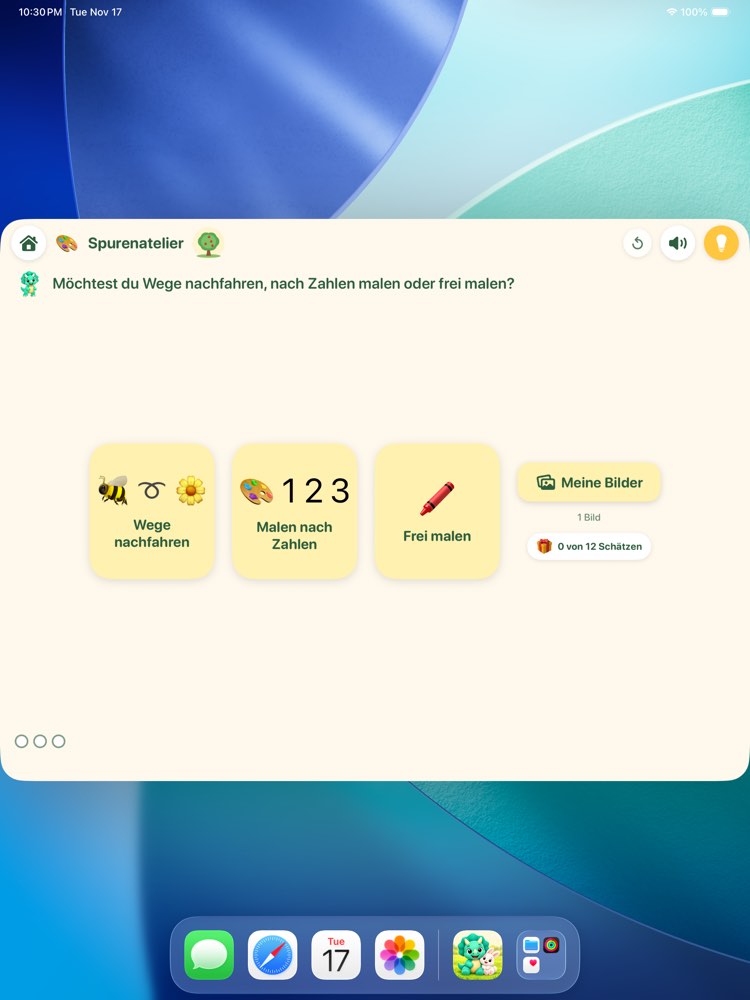 10:30 PM Tue Nov 17
100%
Spurenatelier
Möchtest du Wege nachfahren, nach Zahlen malen oder frei malen?
Wege
nachfahren
1 2 3
Malen nach
Zahlen
Frei malen
Meine Bilder
1 Bild
0 von 12 Schätzen
Tue
17